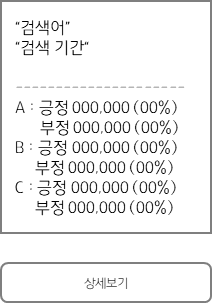 “검색어”
”검색 기간“
---------------------
A : 긍정 000,000 (00%)
부정 000,000 (00%)
B : 긍정 000,000 (00%)
부정 000,000 (00%)
C : 긍정 000,000 (00%)
부정 000,000 (00%)
상세보기